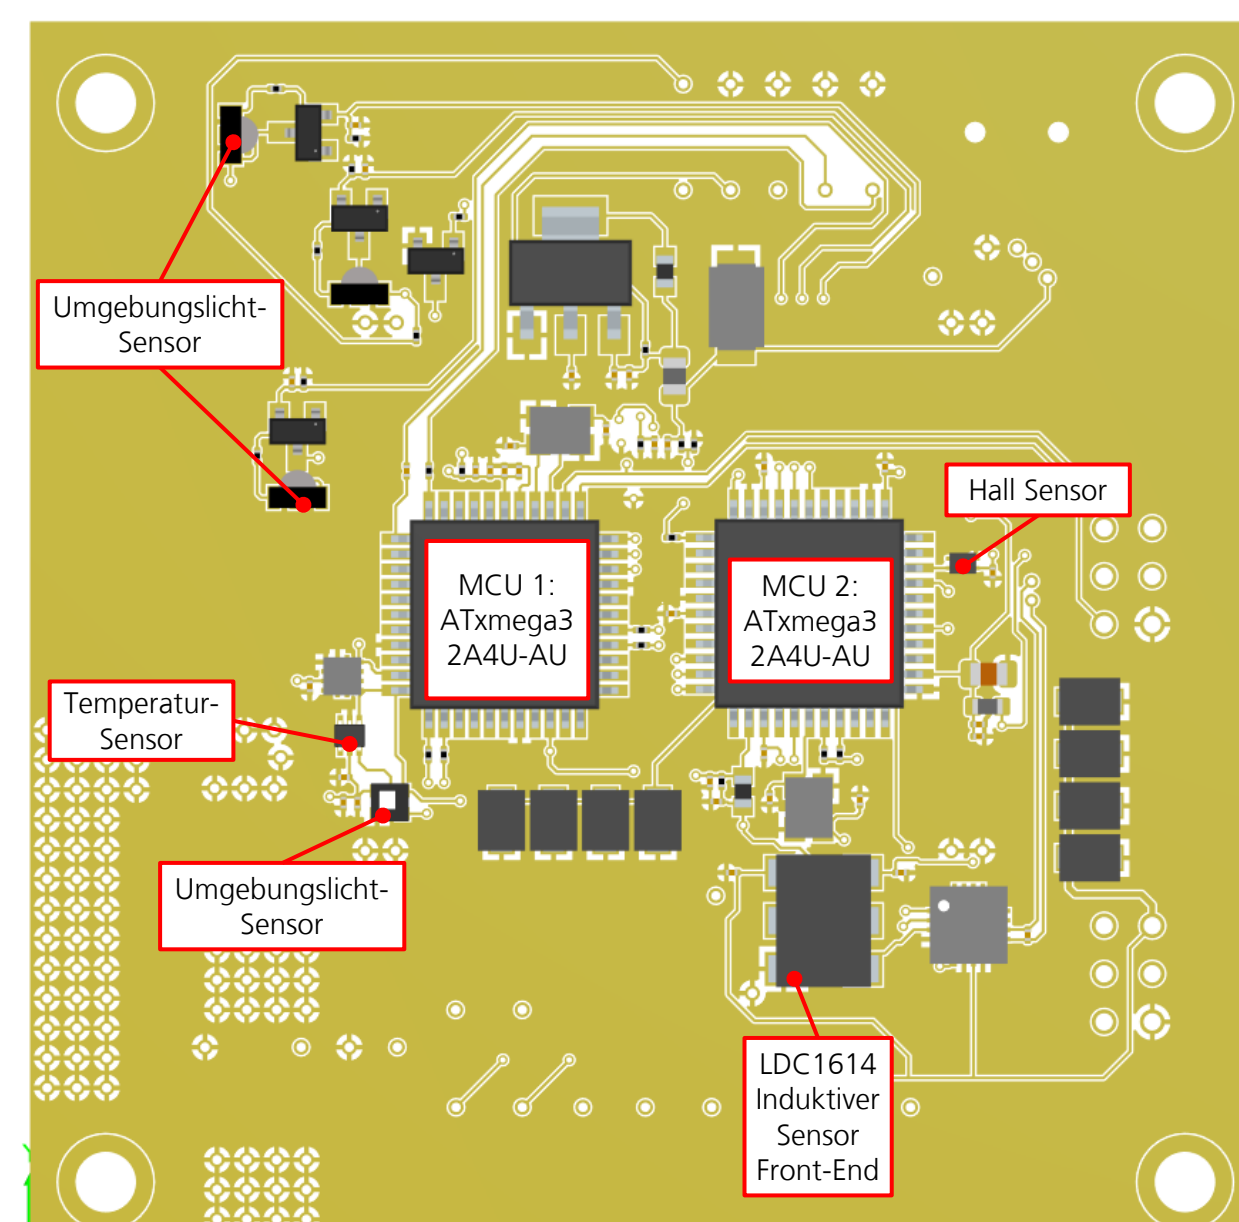 Umgebungslicht-
Sensor
Hall Sensor
MCU 1:
ATxmega3
2A4U-AU
MCU 2:
ATxmega3
2A4U-AU
Temperatur-
Sensor
Umgebungslicht-
Sensor
LDC1614
Induktiver
Sensor
Front-End